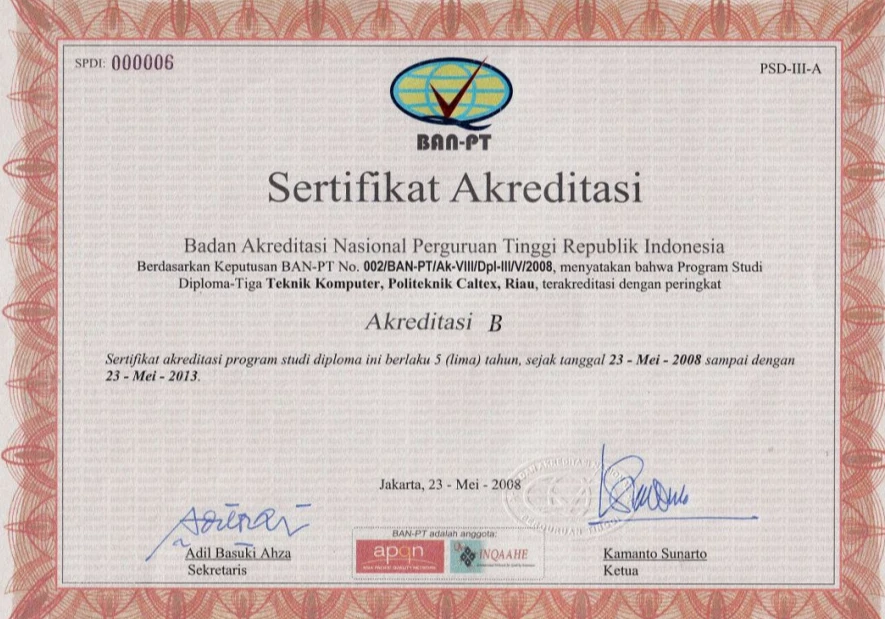 SPDI: 000006
PSD-III-A
BAN-PT
Sertifikat Akreditasi
Badan Akreditasi Nasional Perguruan Tinggi Republik Indonesia
Berdasarkan Keputusan BAN-PT No. 002/BAN-PT/Ak-VIII/Dpl-III/V/2008, menyatakan bahwa Program Studi
Diploma-Tiga Teknik Komputer, Politeknik Caltex, Riau, terakreditasi dengan peringkat
Akreditasi B
Sertifikat akreditasi program studi diploma ini berlaku 5 (lima) tahun, sejak tanggal 23 - Mei - 2008 sampai dengan
23 - Mei - 2013.
Jakarta, 23 - Mei - 2008
BAN-PT adalah anggota:
apqn
INQAAHE
Adil Basuki Ahza
Sekretaris
Kamanto Sunarto
Ketua